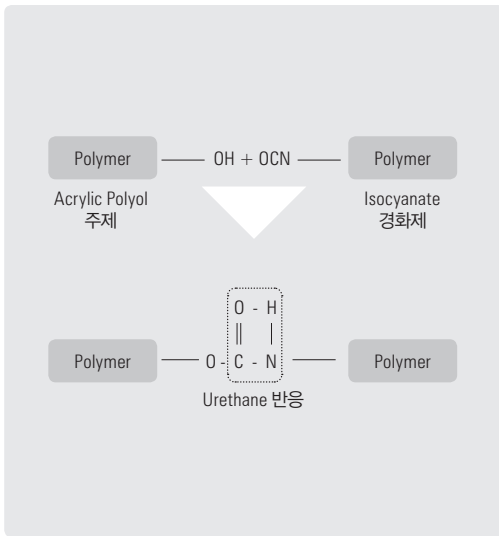 Polymer — OH + OCN — Polymer
Acrylic Polyol Isocyanate
주제 경화제
O - H
‖ |
Polymer — O - C - N — Polymer
Urethane 반응